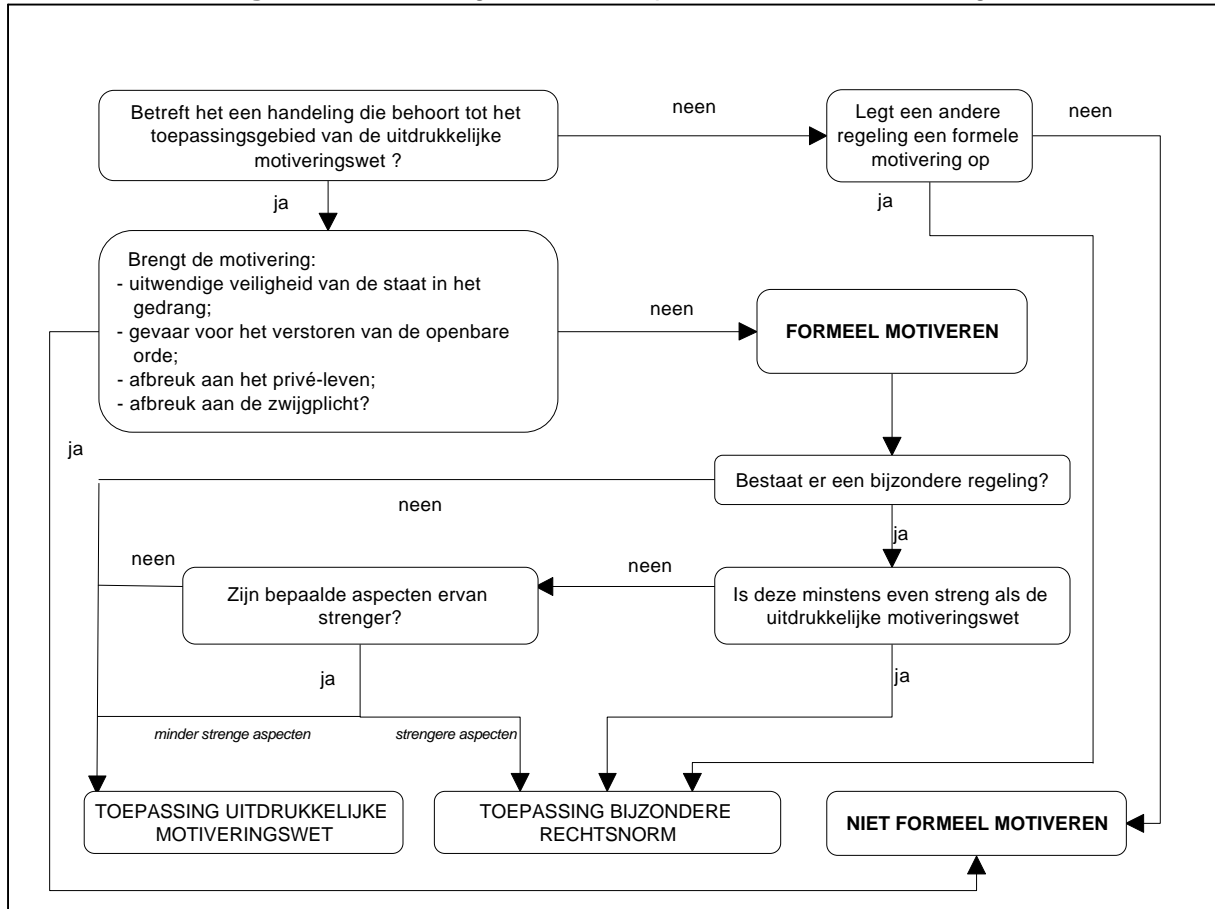 Betreft het een handeling die behoort tot het
toepassingsgebied van de uitdrukkelijke
motiveringswet ?
neen
Legt een andere
regeling een formele
motivering op
neen
ja
ja
Brengt de motivering:
- uitwendige veiligheid van de staat in het
gedrang;
- gevaar voor het verstoren van de openbare
orde;
- afbreuk aan het privé-leven;
- afbreuk aan de zwijgplicht?
neen
FORMEEL MOTIVEREN
ja
Bestaat er een bijzondere regeling?
neen
ja
neen
Zijn bepaalde aspecten ervan
strenger?
neen
Is deze minstens even streng als de
uitdrukkelijke motiveringswet
ja
ja
minder strenge aspecten
strengere aspecten
TOEPASSING UITDRUKKELIJKE
MOTIVERINGSWET
TOEPASSING BIJZONDERE
RECHTSNORM
NIET FORMEEL MOTIVEREN